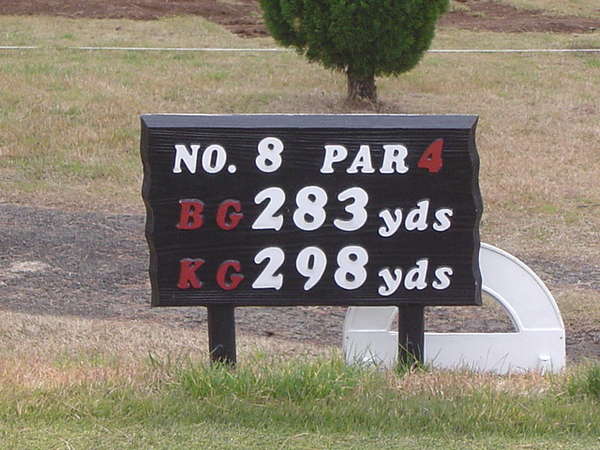 NO. 8 PAR 4
BG 283 yds
KG 298 yds